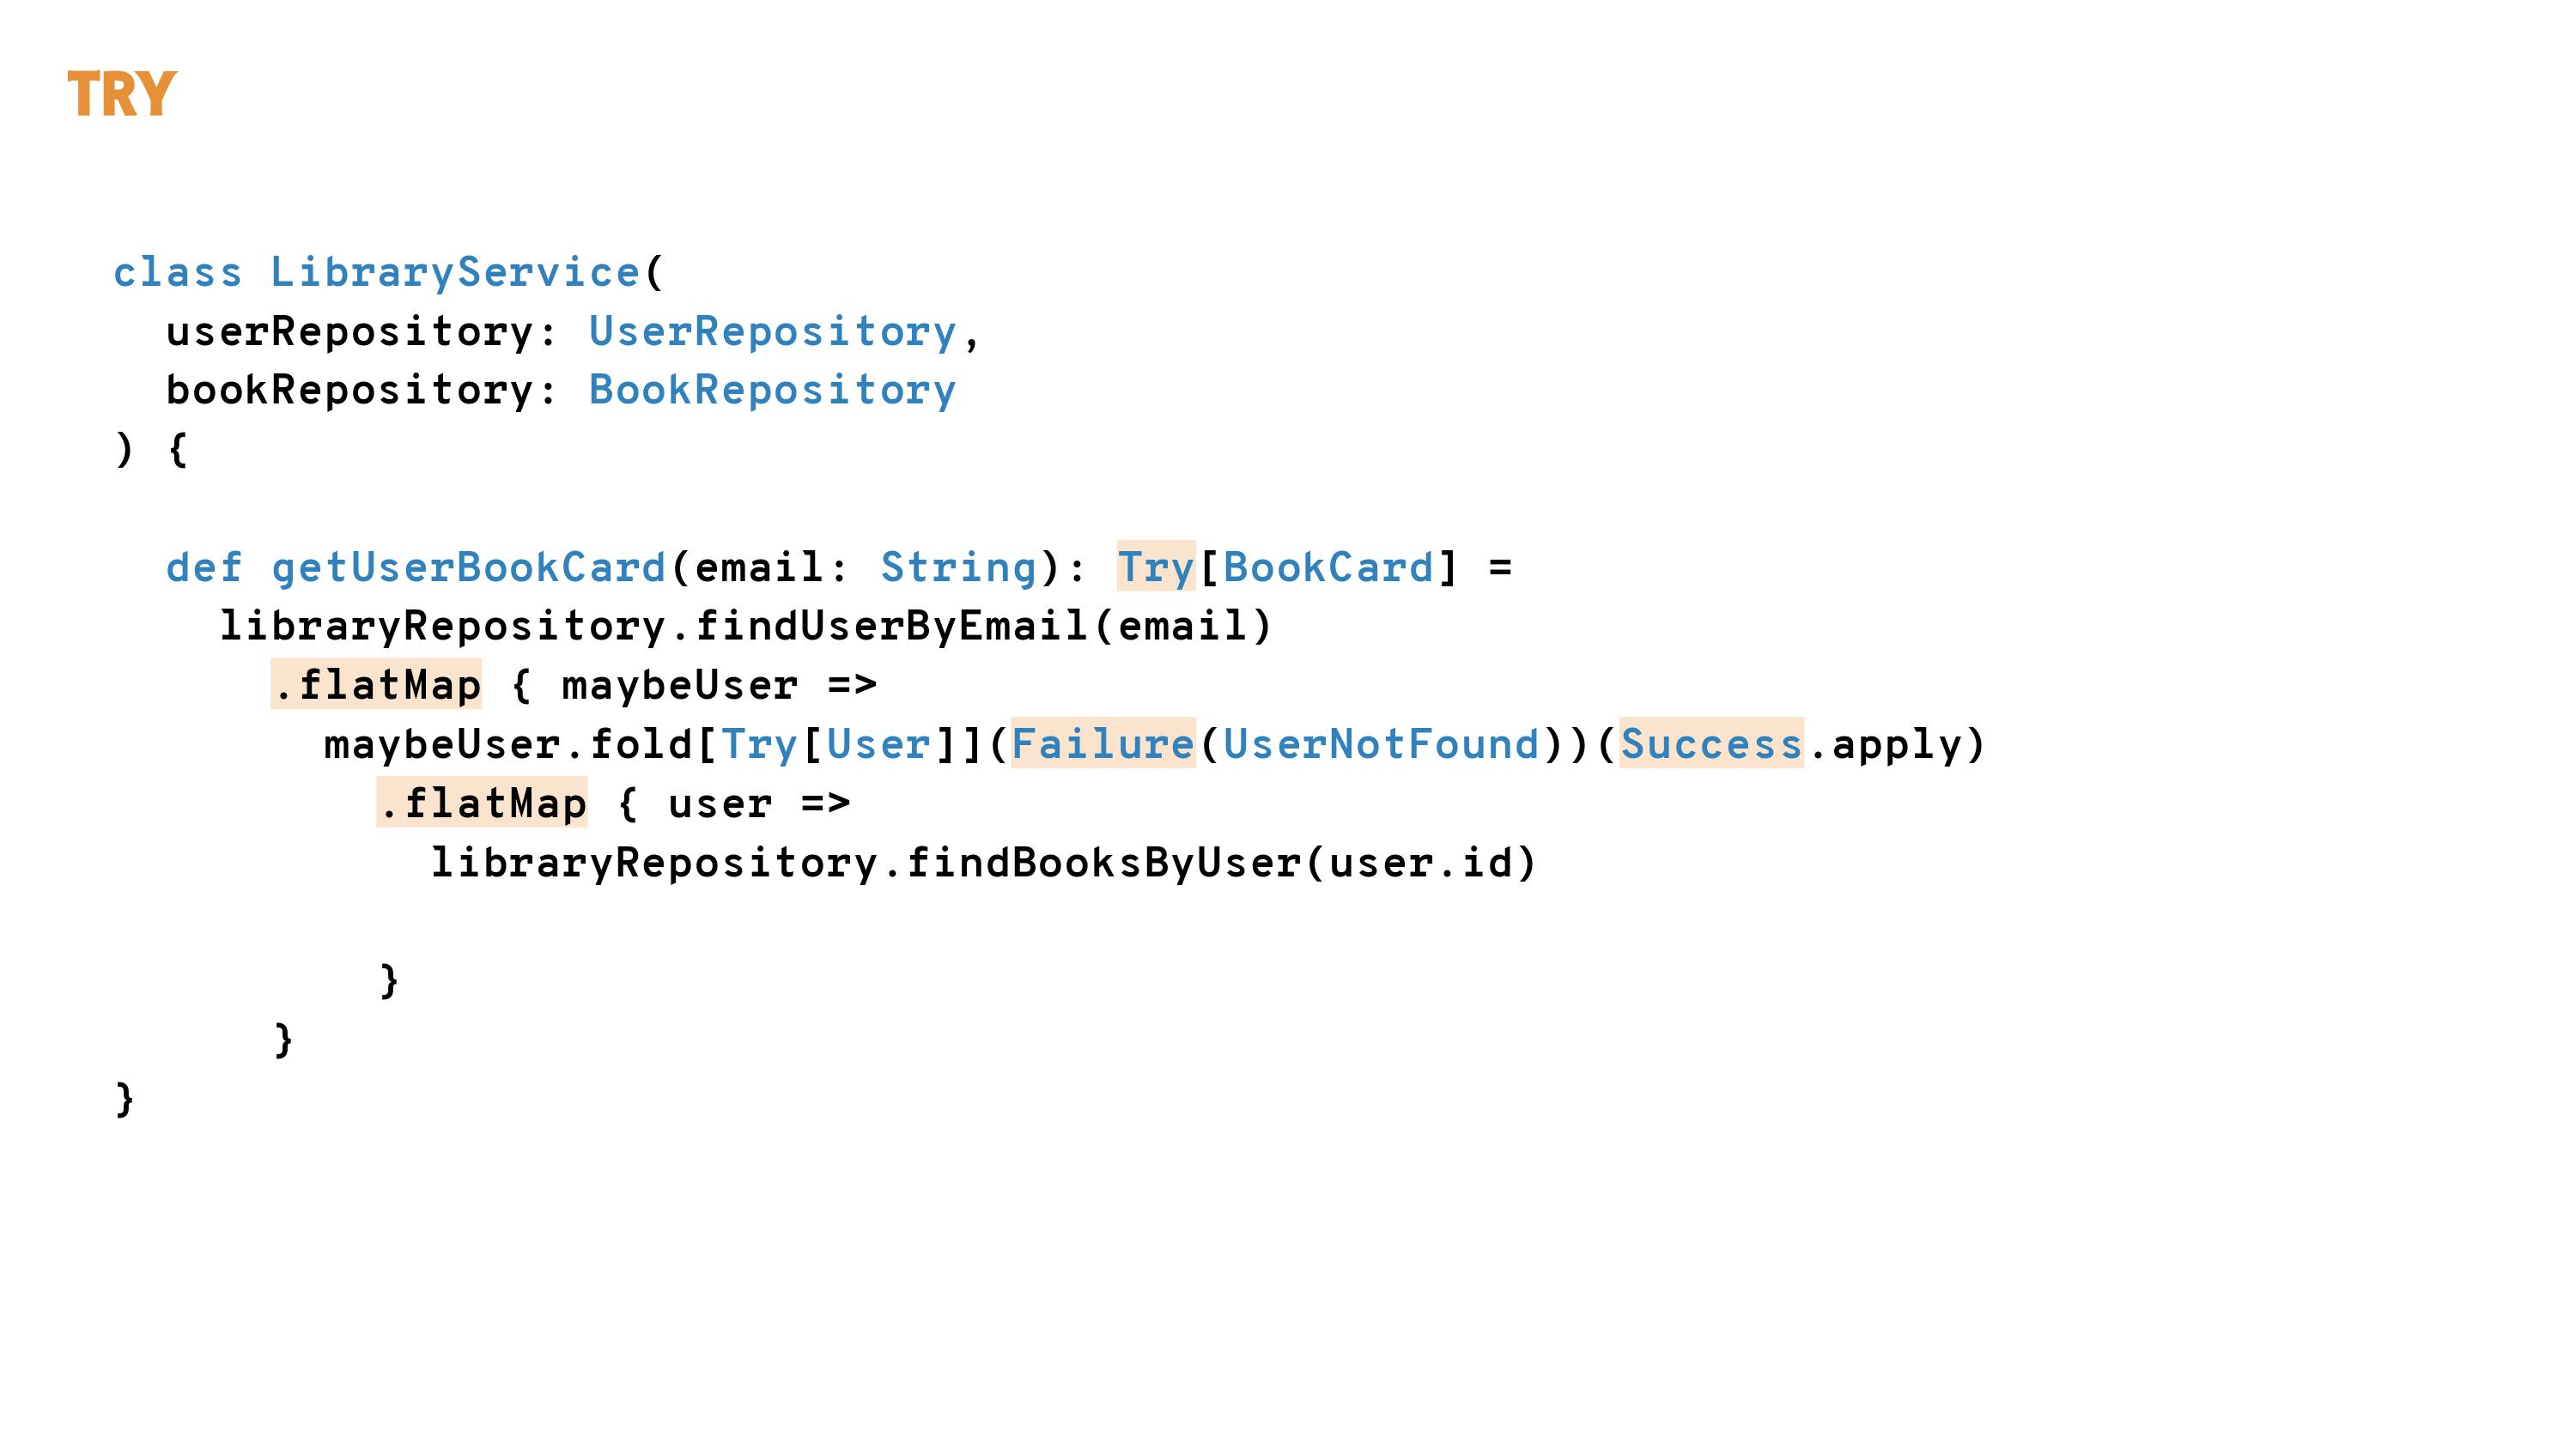 TRY
class LibraryService(
  userRepository: UserRepository,
  bookRepository: BookRepository
) {
  def getUserBookCard(email: String): Try[BookCard] =
    libraryRepository.findUserByEmail(email)
      .flatMap { maybeUser =>
        maybeUser.fold[Try[User]](Failure(UserNotFound))(Success.apply)
          .flatMap { user =>
            libraryRepository.findBooksByUser(user.id)
          }
      }
}